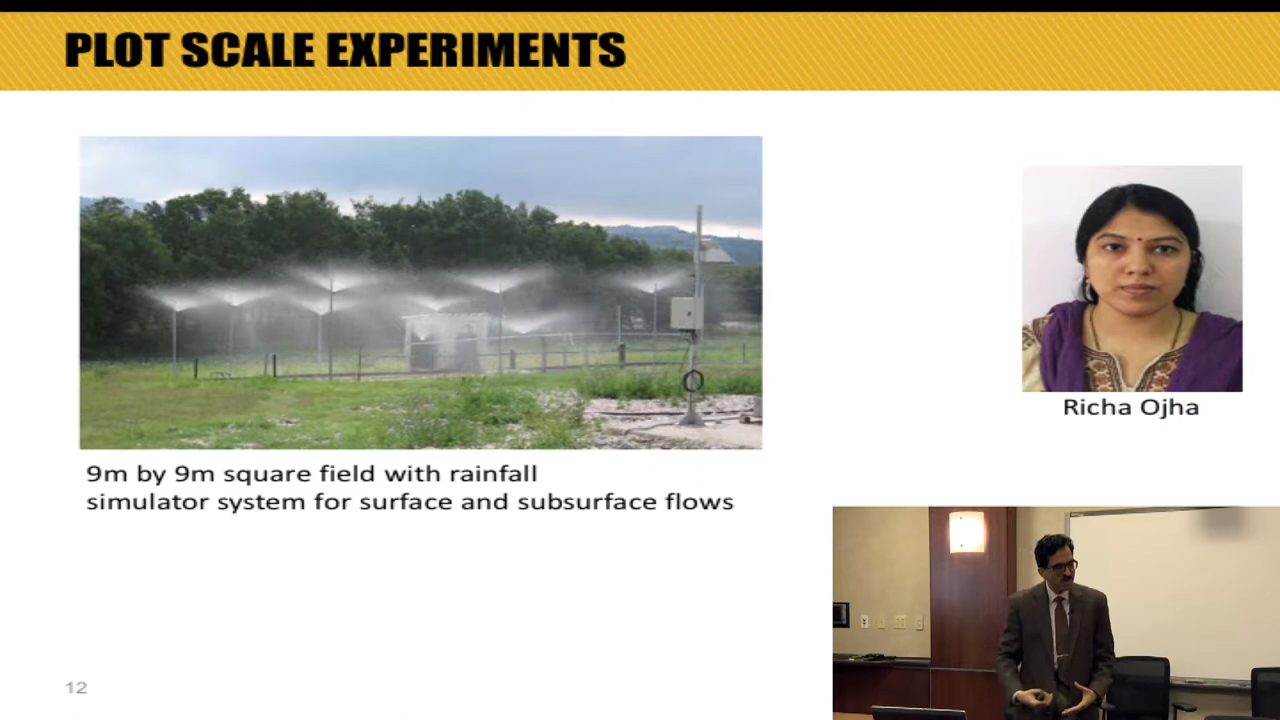 PLOT SCALE EXPERIMENTS
Richa Ojha
9m by 9m square field with rainfall
simulator system for surface and subsurface flows
12